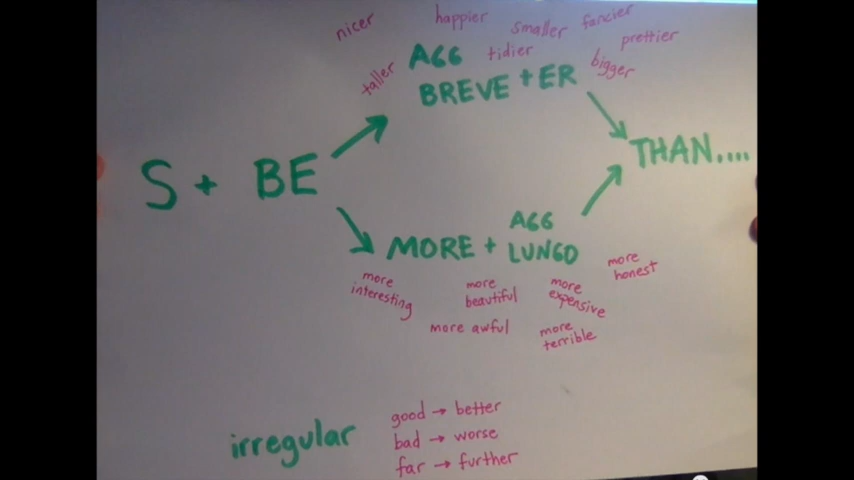 nicer happier smaller fancier
taller AGG tidier bigger prettier
BREVE + ER
S + BE
THAN....
MORE + AGG LUNGO
more interesting
more beautiful
more expensive
more honest
more awful
more terrible
irregular
good → better
bad → worse
far → further